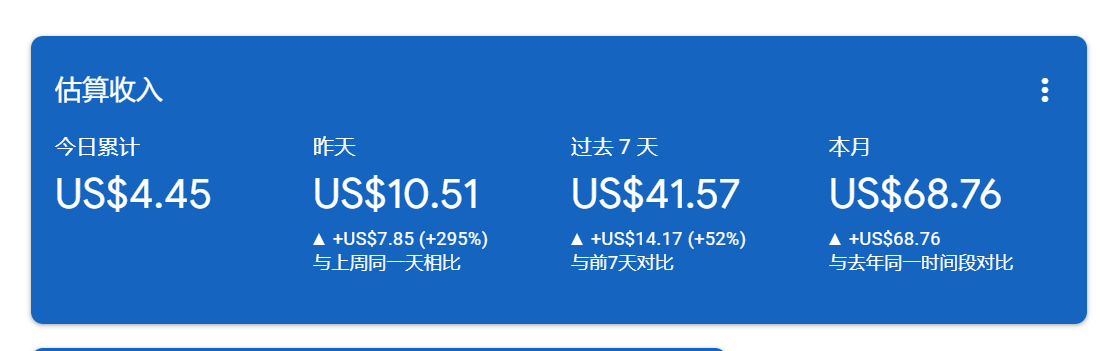 估算收入
今日累计
US$4.45
昨天
US$10.51
▲ +US$7.85 (+295%)
与上周同一天相比
过去 7 天
US$41.57
▲ +US$14.17 (+52%)
与前7天对比
本月
US$68.76
▲ +US$68.76
与去年同一时间段对比